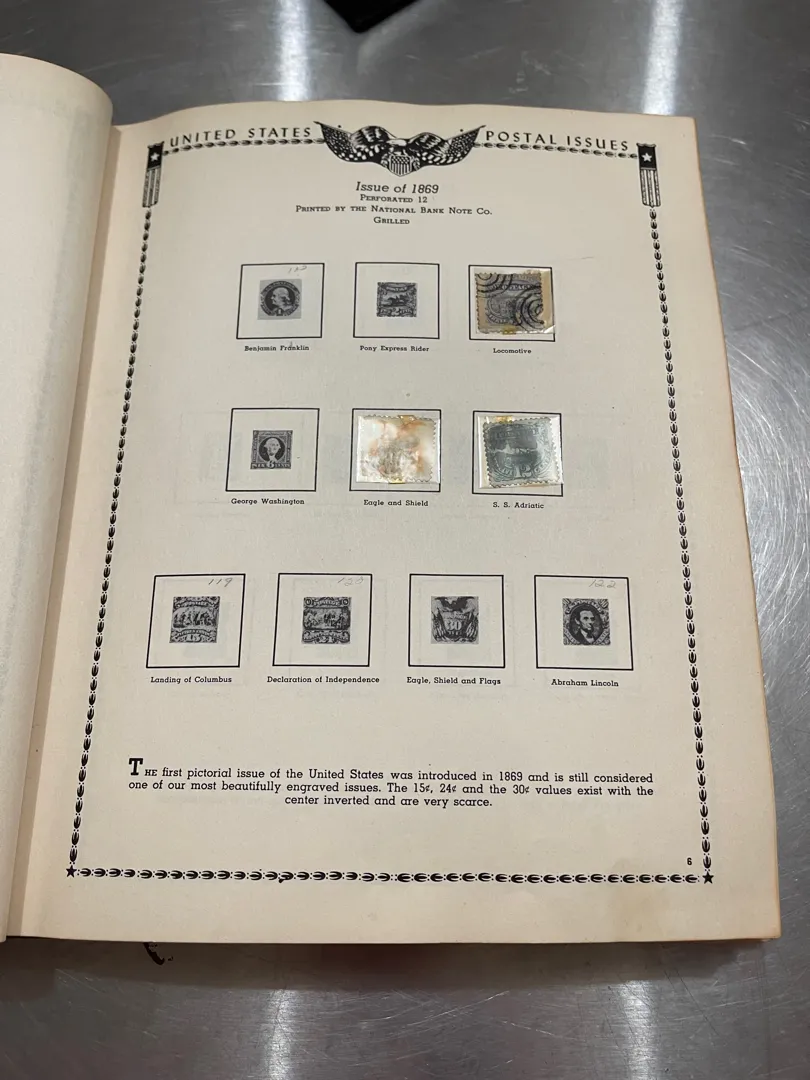 UNITED STATES POSTAL ISSUES
Issue of 1869
PERFORATED 12
PRINTED BY THE NATIONAL BANK NOTE CO.
GRILLED
Benjamin Franklin
Pony Express Rider
Locomotive
George Washington
Eagle and Shield
S. S. Adriatic
119
120
122
Landing of Columbus
Declaration of Independence
Eagle, Shield and Flags
Abraham Lincoln
THE first pictorial issue of the United States was introduced in 1869 and is still considered
one of our most beautifully engraved issues. The 15¢, 24¢ and the 30¢ values exist with the
center inverted and are very scarce.
6